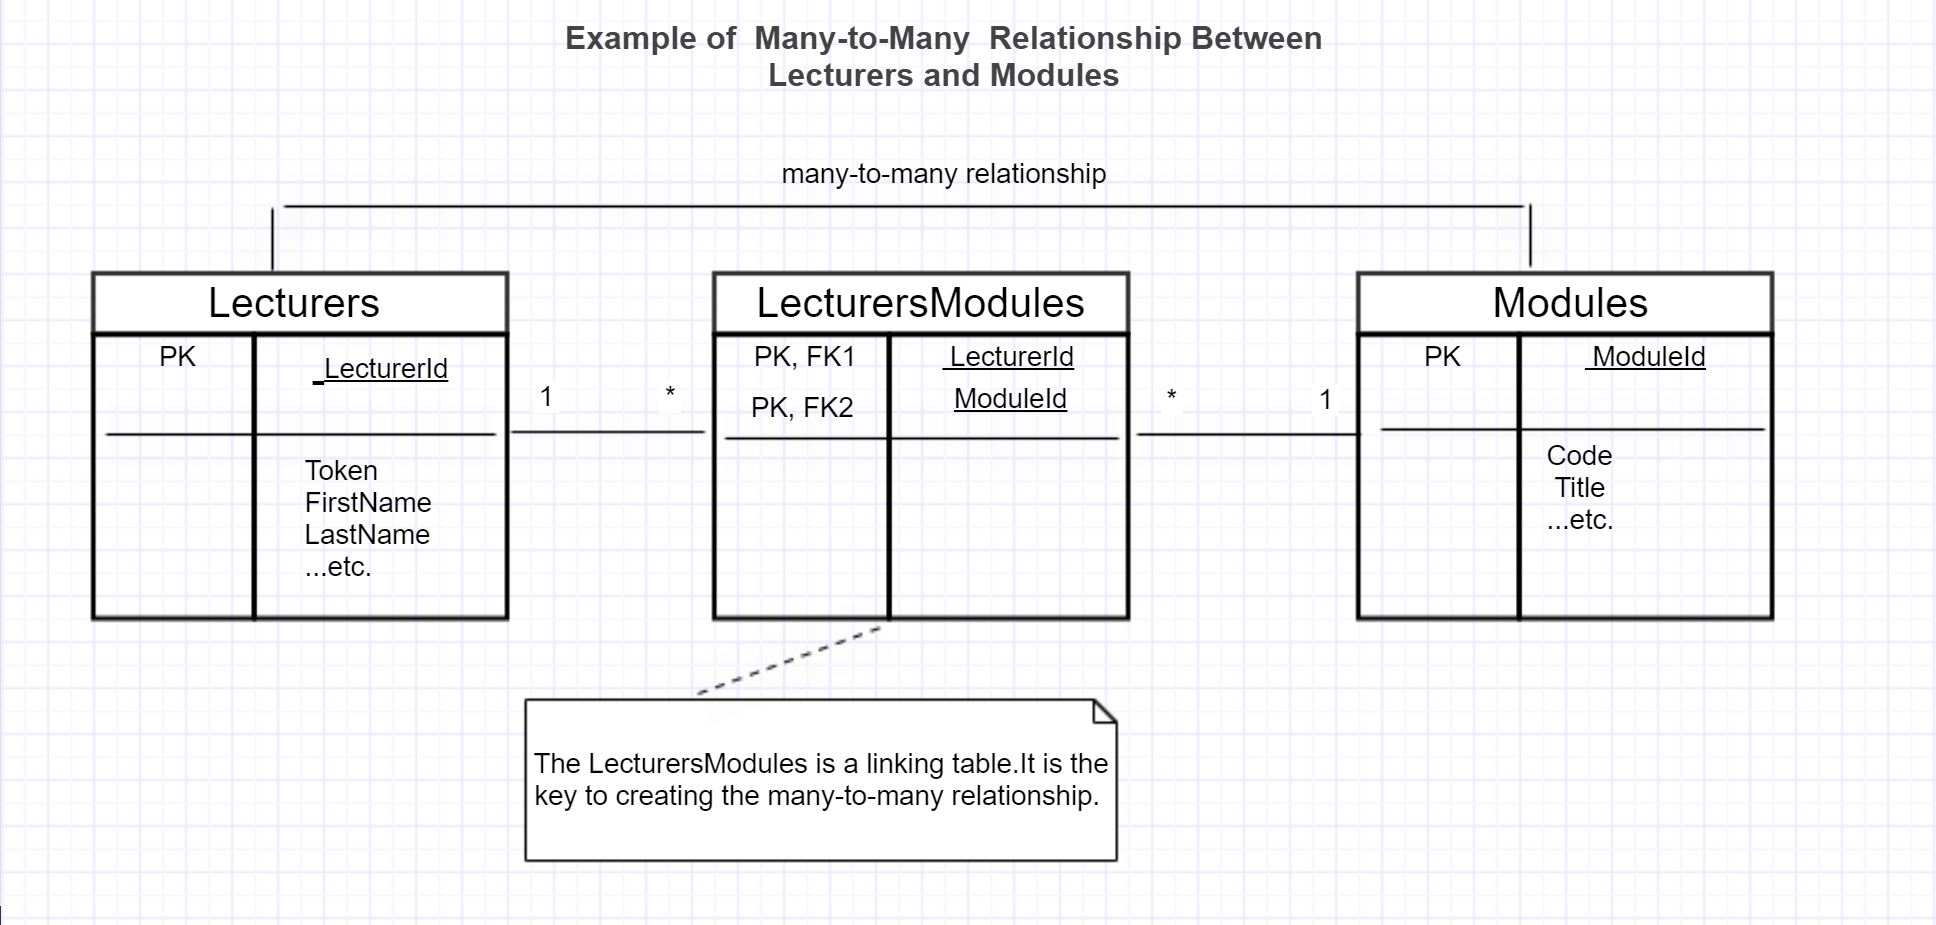 Example of  Many-to-Many  Relationship Between
Lecturers and Modules
many-to-many relationship
Lecturers
PK
_LecturerId
Token
FirstName
LastName
...etc.
1
*
LecturersModules
PK, FK1
LecturerId
PK, FK2
ModuleId
*
1
Modules
PK
ModuleId
Code
Title
...etc.
The LecturersModules is a linking table.It is the
key to creating the many-to-many relationship.